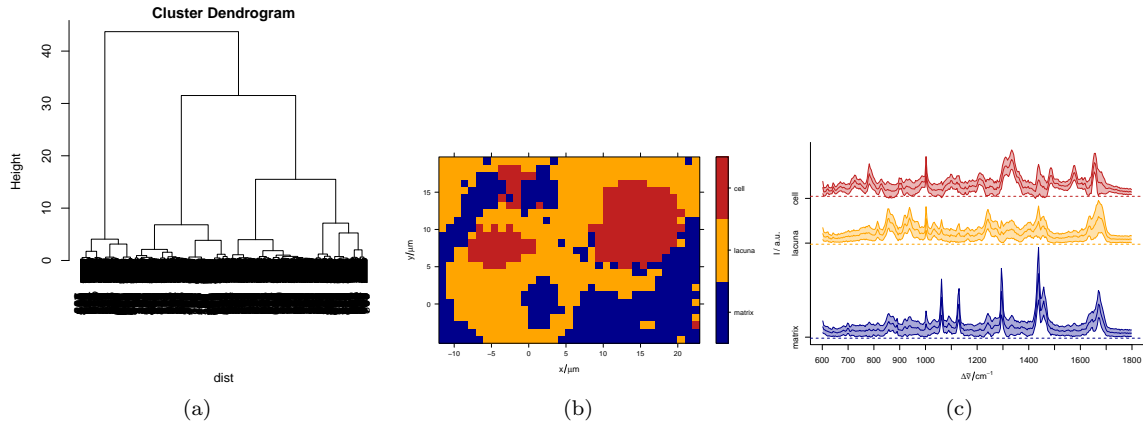 Cluster Dendrogram
Height
0 10 20 30 40
dist
(a)
y/µm
0 5 10 15
−10 −5 0 5 10 15 20
x/µm
cell
lacuna
matrix
(b)
I / a.u.
cell
lacuna
matrix
600 700 800 900 1000 1200 1400 1600 1800
Δν̃/cm⁻¹
(c)